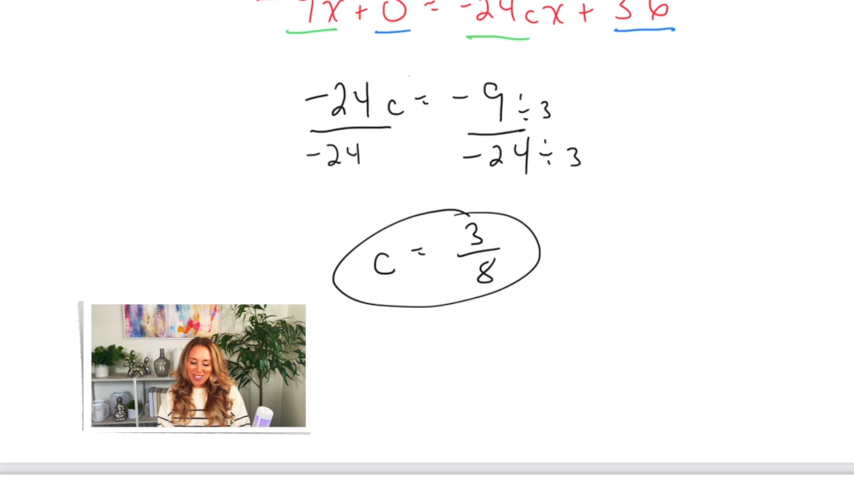 -9x + 0 = -24cx + 36
-24c = -9 ÷ 3
-24 -24 ÷ 3
c = 3/8